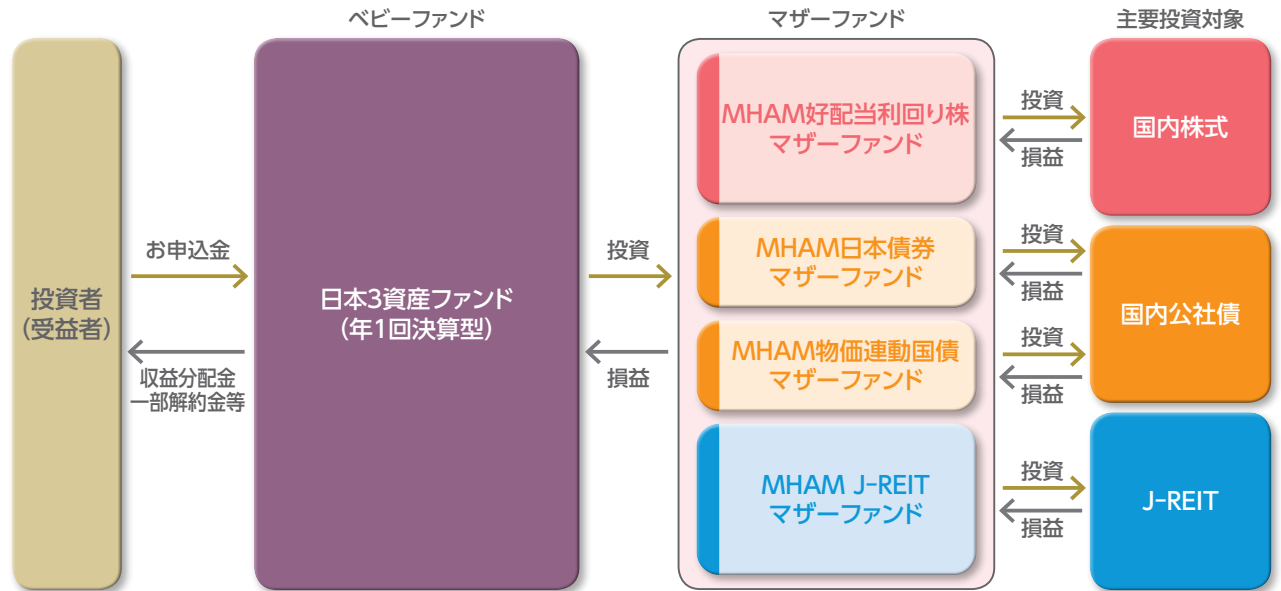 ベビーファンド
マザーファンド
主要投資対象
投資者
(受益者)
お申込金
収益分配金
一部解約金等
日本3資産ファンド
(年1回決算型)
投資
損益
MHAM好配当利回り株
マザーファンド
投資
損益
国内株式
MHAM日本債券
マザーファンド
投資
損益
MHAM物価連動国債
マザーファンド
投資
損益
国内公社債
MHAM J-REIT
マザーファンド
投資
損益
J-REIT